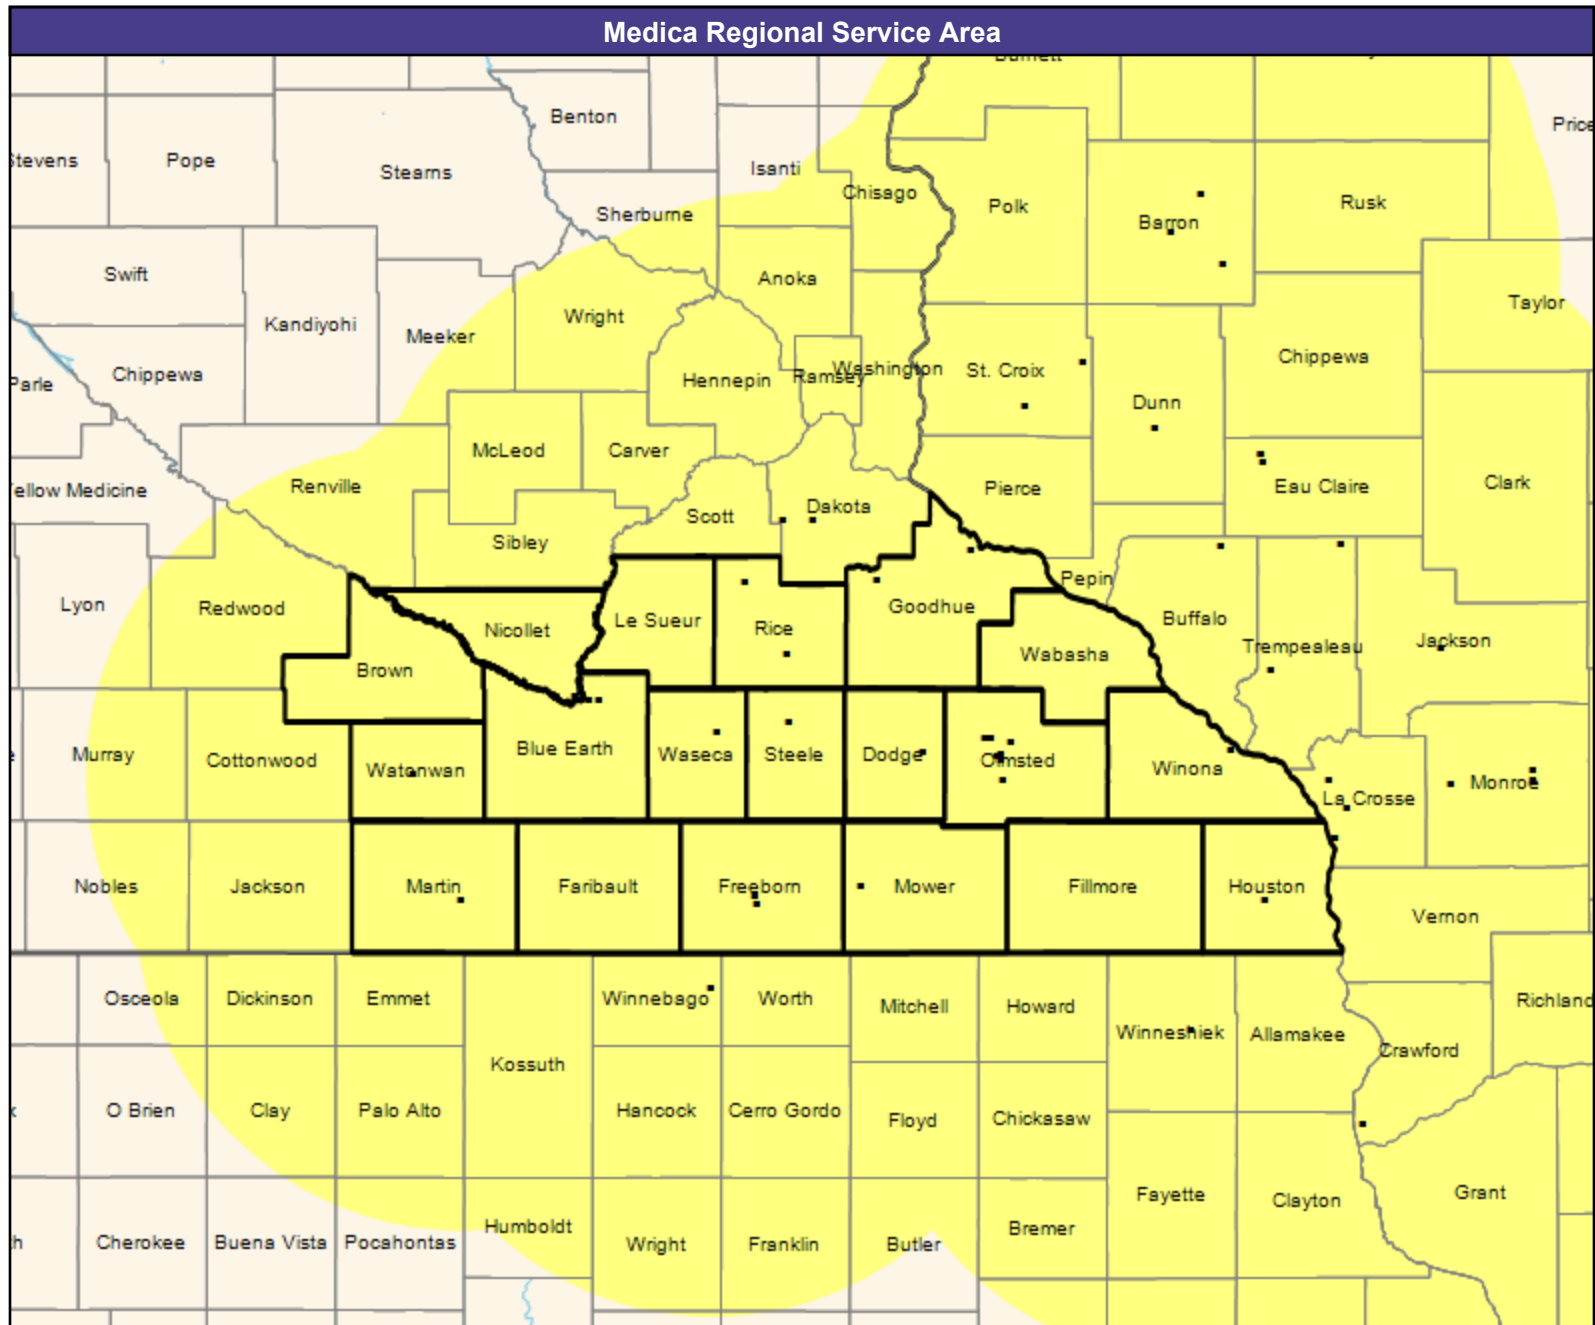 Medica Regional Service Area
Benton
Price
Stevens
Pope
Stearns
Isanti
Chisago
Sherburne
Polk
Barron
Rusk
Swift
Anoka
Taylor
Kandiyohi
Wright
Meeker
Chippewa
Hennepin
Ramsey
Washington
St. Croix
Chippewa
Parle
Dunn
McLeod
Carver
Renville
Yellow Medicine
Pierce
Eau Claire
Clark
Scott
Dakota
Sibley
Pepin
Lyon
Redwood
Goodhue
Le Sueur
Nicollet
Rice
Buffalo
Trempealeau
Jackson
Wabasha
Brown
Murray
Cottonwood
Watonwan
Blue Earth
Waseca
Steele
Dodge
Olmsted
Winona
La Crosse
Monroe
Nobles
Jackson
Martin
Faribault
Freeborn
Mower
Fillmore
Houston
Vernon
Osceola
Dickinson
Emmet
Winnebago
Worth
Mitchell
Howard
Richland
Winneshiek
Allamakee
Crawford
Kossuth
O Brien
Clay
Palo Alto
Hancock
Cerro Gordo
Floyd
Chickasaw
Fayette
Clayton
Grant
Humboldt
Bremer
Cherokee
Buena Vista
Pocahontas
Wright
Franklin
Butler